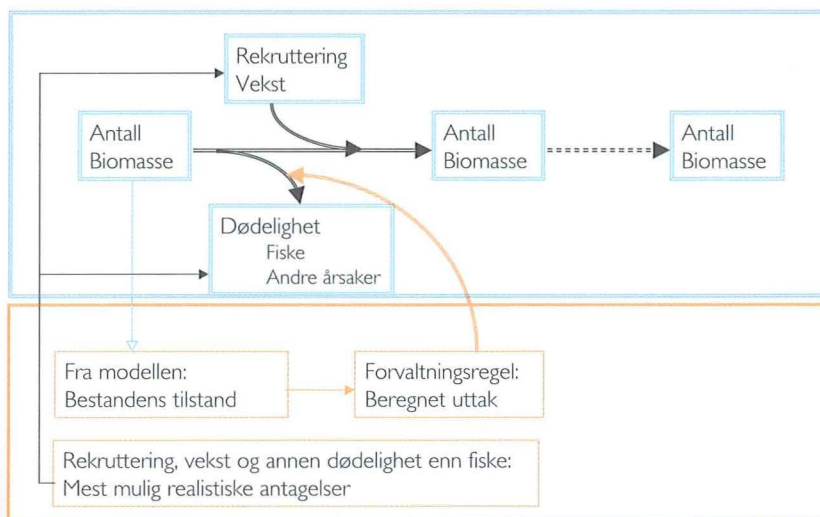 Rekruttering
Vekst
Antall
Biomasse
Antall
Biomasse
Antall
Biomasse
Dødelighet
Fiske
Andre årsaker
Fra modellen:
Bestandens tilstand
Forvaltningsregel:
Beregnet uttak
Rekruttering, vekst og annen dødelighet enn fiske:
Mest mulig realistiske antagelser